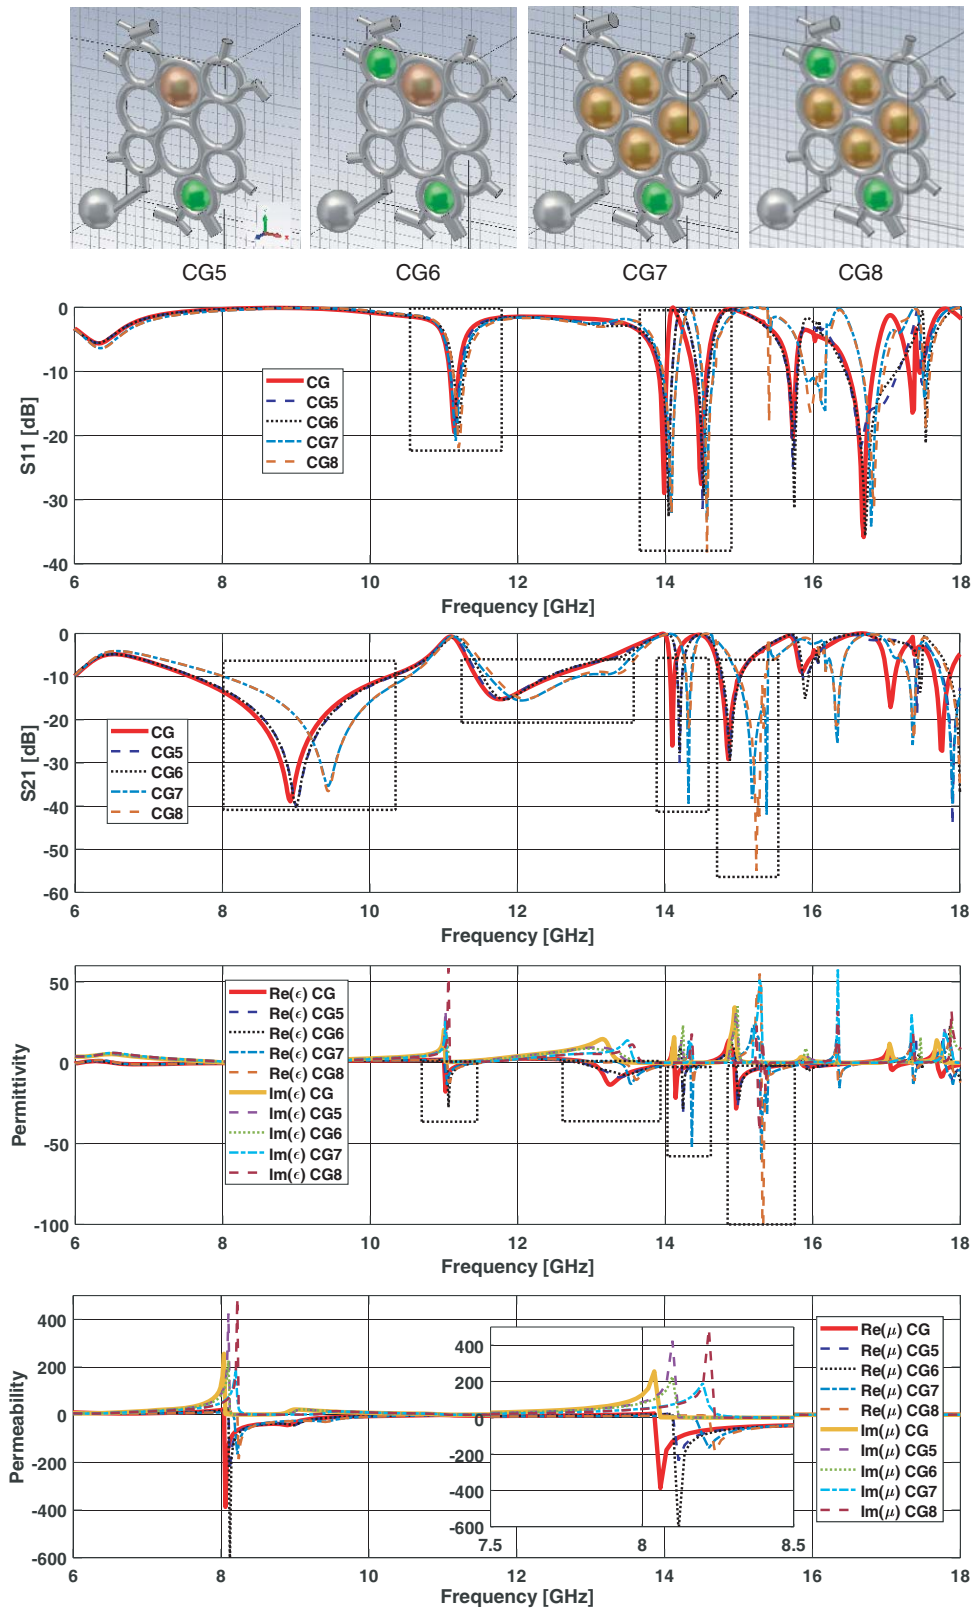 CG5 CG6 CG7 CG8
0
-10
-20
-30
-40
S11 [dB]
CG
CG5
CG6
CG7
CG8
6 8 10 12 14 16 18
Frequency [GHz]
0
-10
-20
-30
-40
-50
-60
S21 [dB]
CG
CG5
CG6
CG7
CG8
6 8 10 12 14 16 18
Frequency [GHz]
50
0
-50
-100
Permittivity
Re(ϵ) CG
Re(ϵ) CG5
Re(ϵ) CG6
Re(ϵ) CG7
Re(ϵ) CG8
Im(ϵ) CG
Im(ϵ) CG5
Im(ϵ) CG6
Im(ϵ) CG7
Im(ϵ) CG8
6 8 10 12 14 16 18
Frequency [GHz]
400
200
0
-200
-400
-600
Permeability
400
200
0
-200
-400
-600
7.5 8 8.5
Re(μ) CG
Re(μ) CG5
Re(μ) CG6
Re(μ) CG7
Re(μ) CG8
Im(μ) CG
Im(μ) CG5
Im(μ) CG6
Im(μ) CG7
Im(μ) CG8
6 8 10 12 14 16 18
Frequency [GHz]